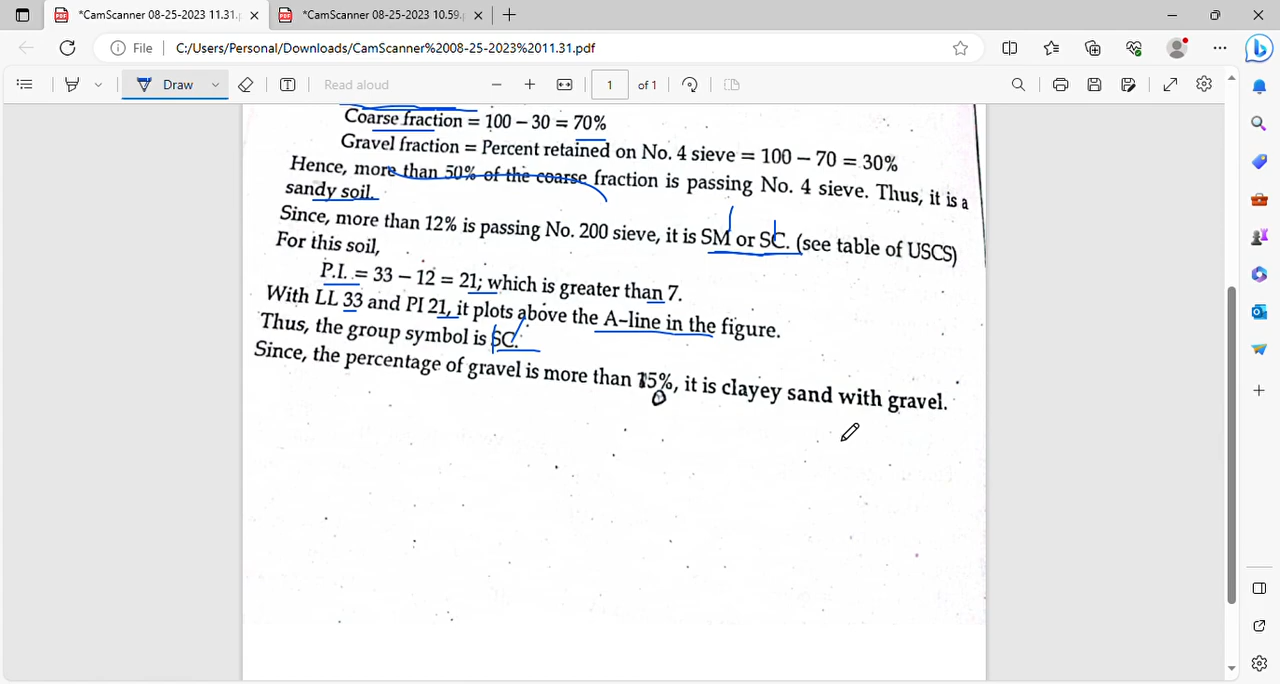 *CamScanner 08-25-2023 11.31.
*CamScanner 08-25-2023 10.59.
File
C:/Users/Personal/Downloads/CamScanner%2008-25-2023%2011.31.pdf
Draw
Read aloud
1 of 1
Coarse fraction = 100 – 30 = 70%
Gravel fraction = Percent retained on No. 4 sieve = 100 – 70 = 30%
Hence, more than 50% of the coarse fraction is passing No. 4 sieve. Thus, it is a
sandy soil.
Since, more than 12% is passing No. 200 sieve, it is SM or SC. (see table of USCS)
For this soil,
P.I. = 33 – 12 = 21; which is greater than 7.
With LL 33 and PI 21, it plots above the A–line in the figure.
Thus, the group symbol is SC.
Since, the percentage of gravel is more than 15%, it is clayey sand with gravel.